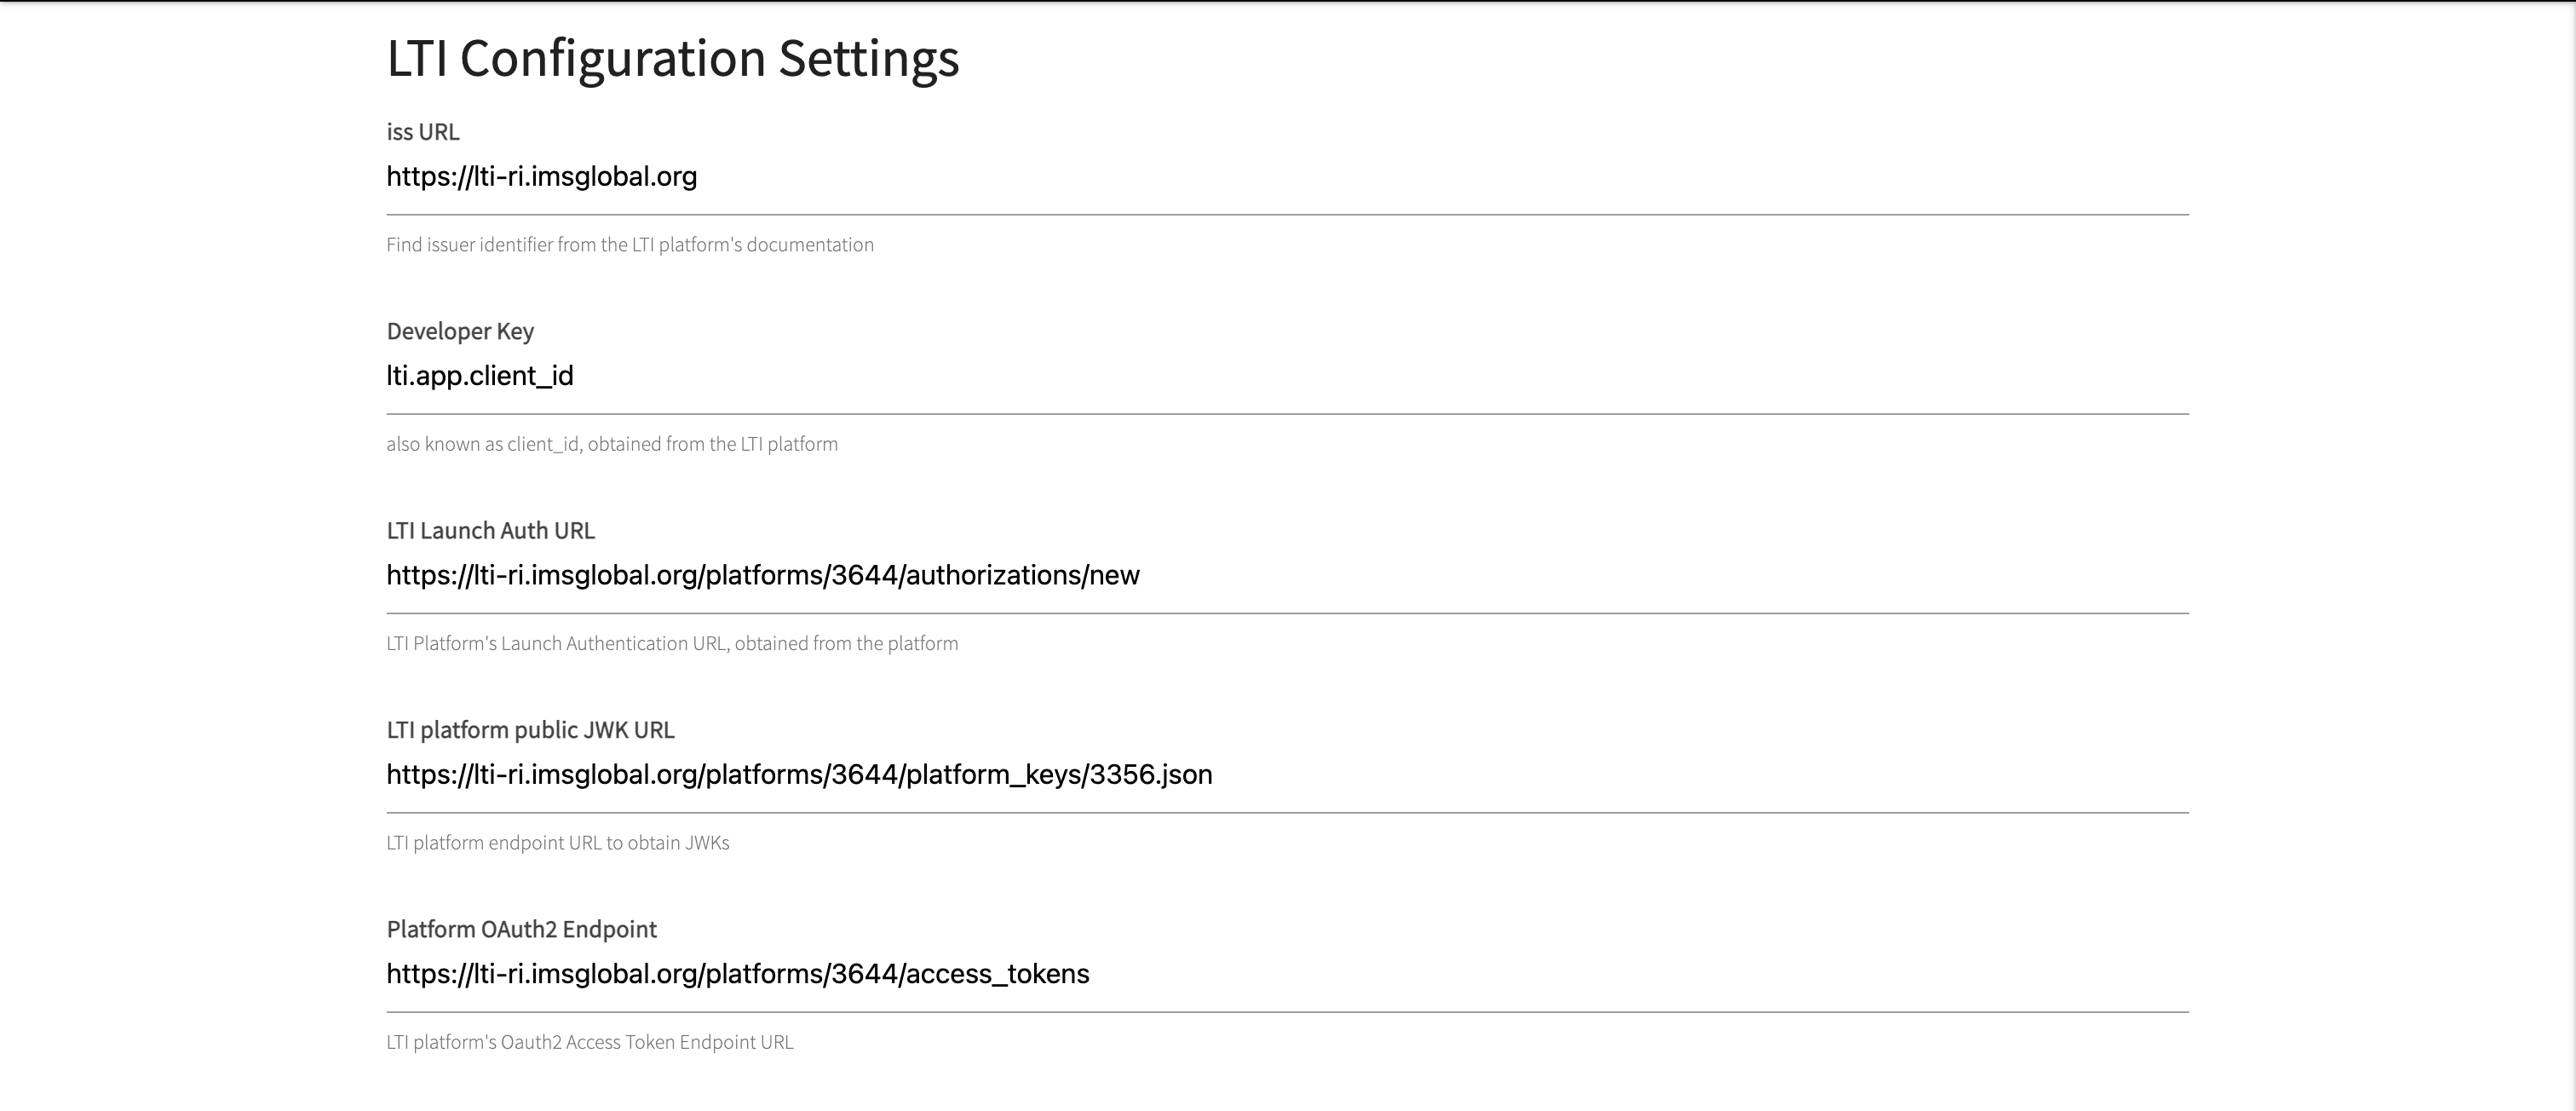 LTI Configuration Settings
iss URL
https://lti-ri.imsglobal.org
Find issuer identifier from the LTI platform's documentation
Developer Key
lti.app.client_id
also known as client_id, obtained from the LTI platform
LTI Launch Auth URL
https://lti-ri.imsglobal.org/platforms/3644/authorizations/new
LTI Platform's Launch Authentication URL, obtained from the platform
LTI platform public JWK URL
https://lti-ri.imsglobal.org/platforms/3644/platform_keys/3356.json
LTI platform endpoint URL to obtain JWKs
Platform OAuth2 Endpoint
https://lti-ri.imsglobal.org/platforms/3644/access_tokens
LTI platform's Oauth2 Access Token Endpoint URL